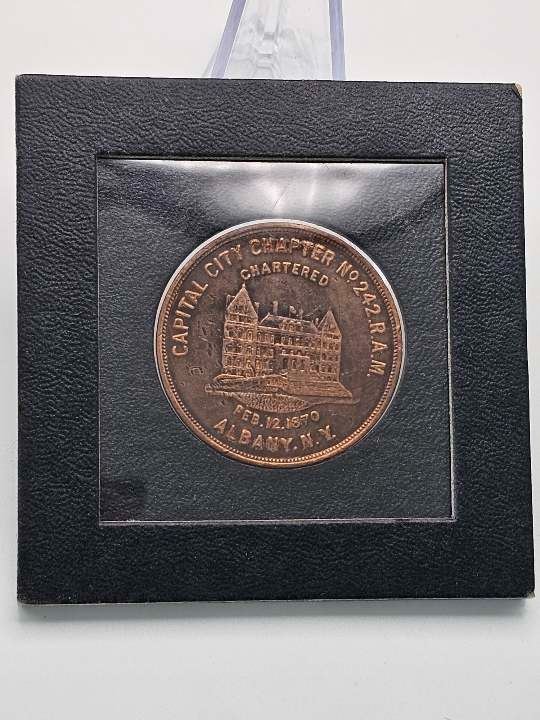 CAPITAL CITY CHAPTER No 242. R.A.M.
CHARTERED
FEB. 12. 1870
ALBANY. N.Y.